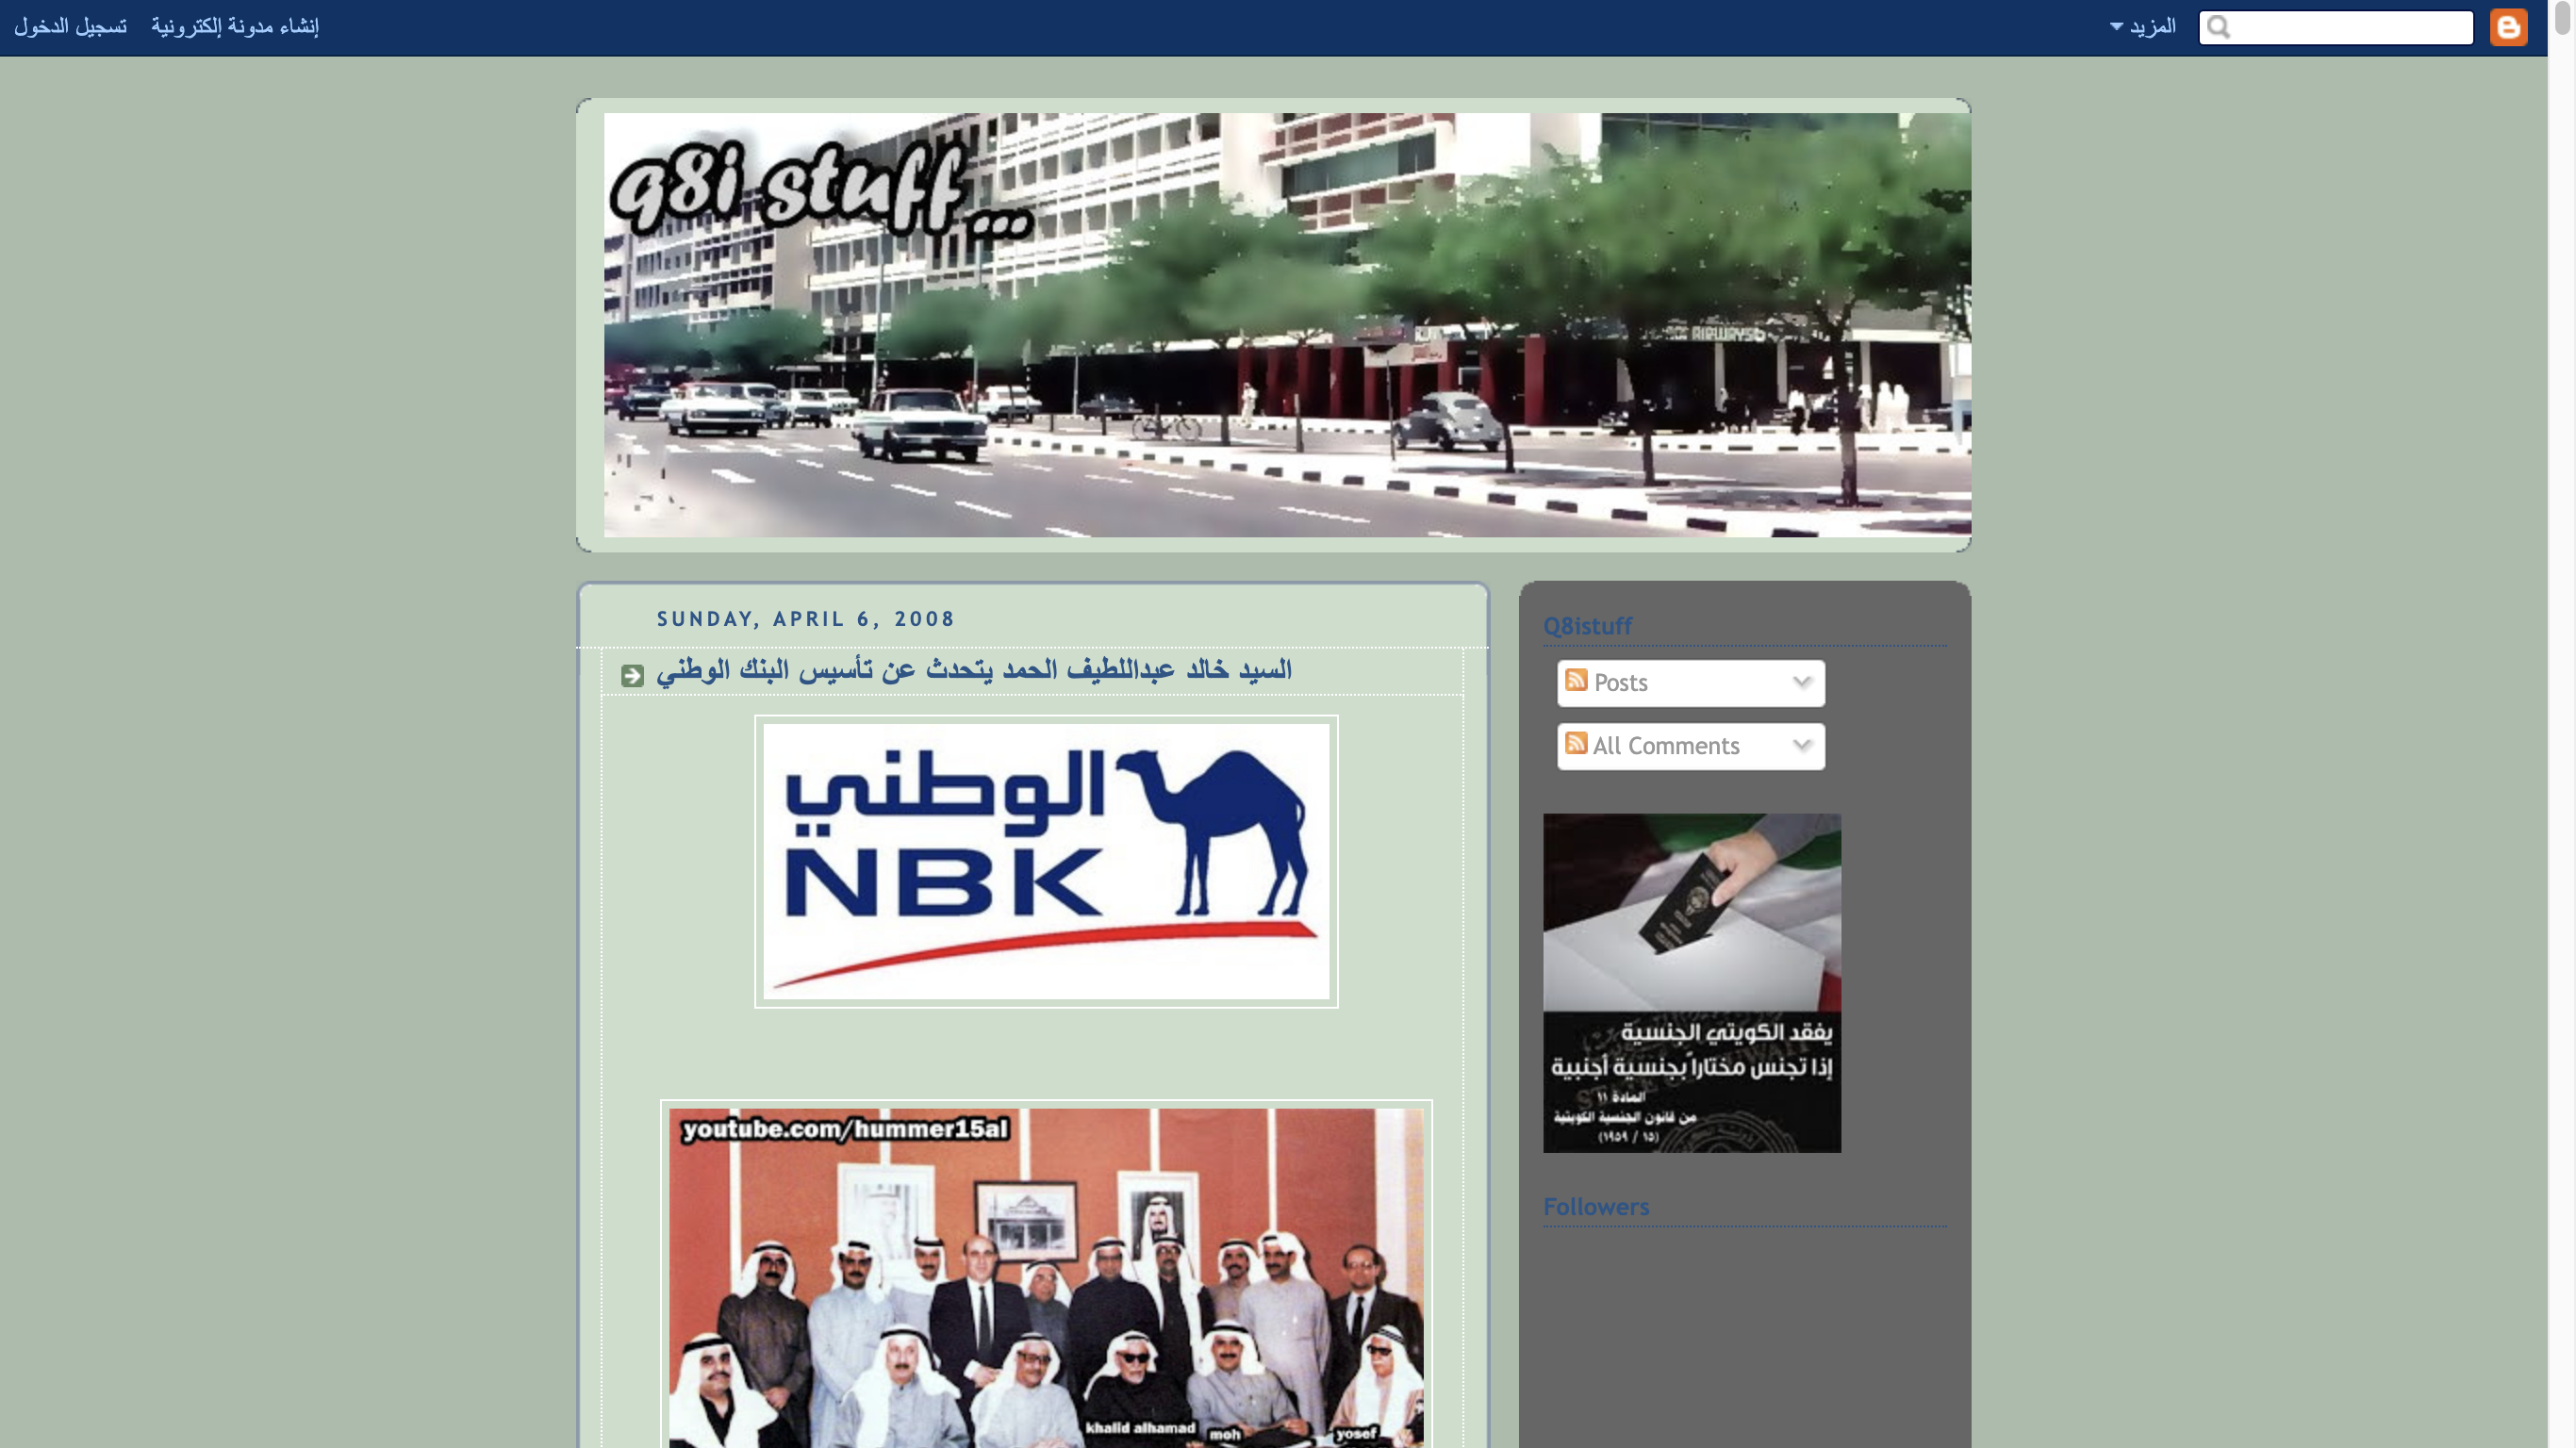 تسجيل الدخول
إنشاء مدونة إلكترونية
المزيد
q8i stuff...
AIRWAYS
SUNDAY, APRIL 6, 2008
السيد خالد عبداللطيف الحمد يتحدث عن تأسيس البنك الوطني
الوطني
NBK
youtube.com/hummer15al
khalid alhamad
moh
yosef
Q8istuff
Posts
All Comments
يفقد الكويتي الجنسية
إذا تجنس مختاراً بجنسية أجنبية
المادة ١١
من قانون الجنسية الكويتية
(١٥ / ١٩٥٩)
Followers